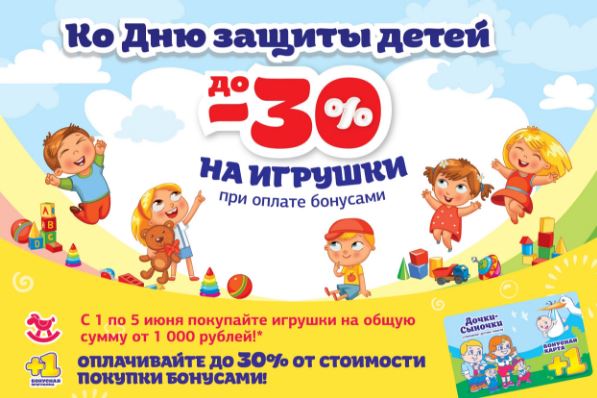 Ко Дню защиты детей
до
-30%
НА ИГРУШКИ
при оплате бонусами
С 1 по 5 июня покупайте игрушки на общую
сумму от 1 000 рублей!*
+1
БОНУСНАЯ
ОПЛАЧИВАЙТЕ ДО 30% ОТ СТОИМОСТИ
ПОКУПКИ БОНУСАМИ!
Дочки-
Сыночки
БОНУСНАЯ
КАРТА
+1
A
B
D
E
C